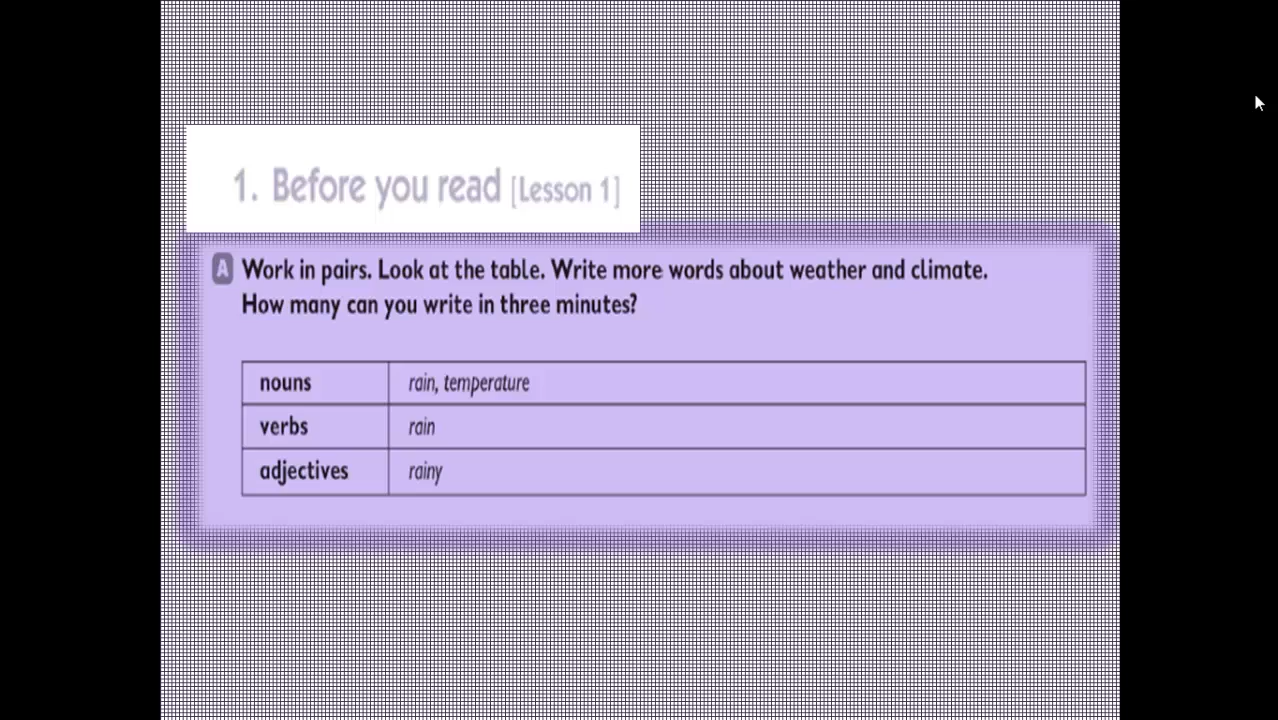 1. Before you read [Lesson 1]
A Work in pairs. Look at the table. Write more words about weather and climate.
How many can you write in three minutes?
nouns rain, temperature
verbs rain
adjectives rainy